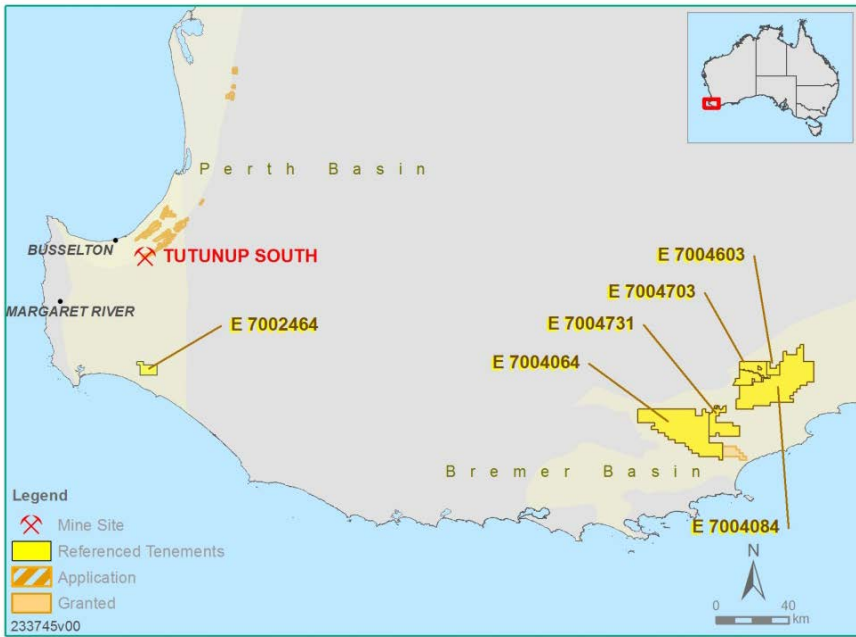 Perth Basin
BUSSELTON
TUTUNUP SOUTH
MARGARET RIVER
E 7002464
E 7004603
E 7004703
E 7004731
E 7004064
Bremer Basin
E 7004084
Legend
Mine Site
Referenced Tenements
Application
Granted
233745v00
N
0 40
km